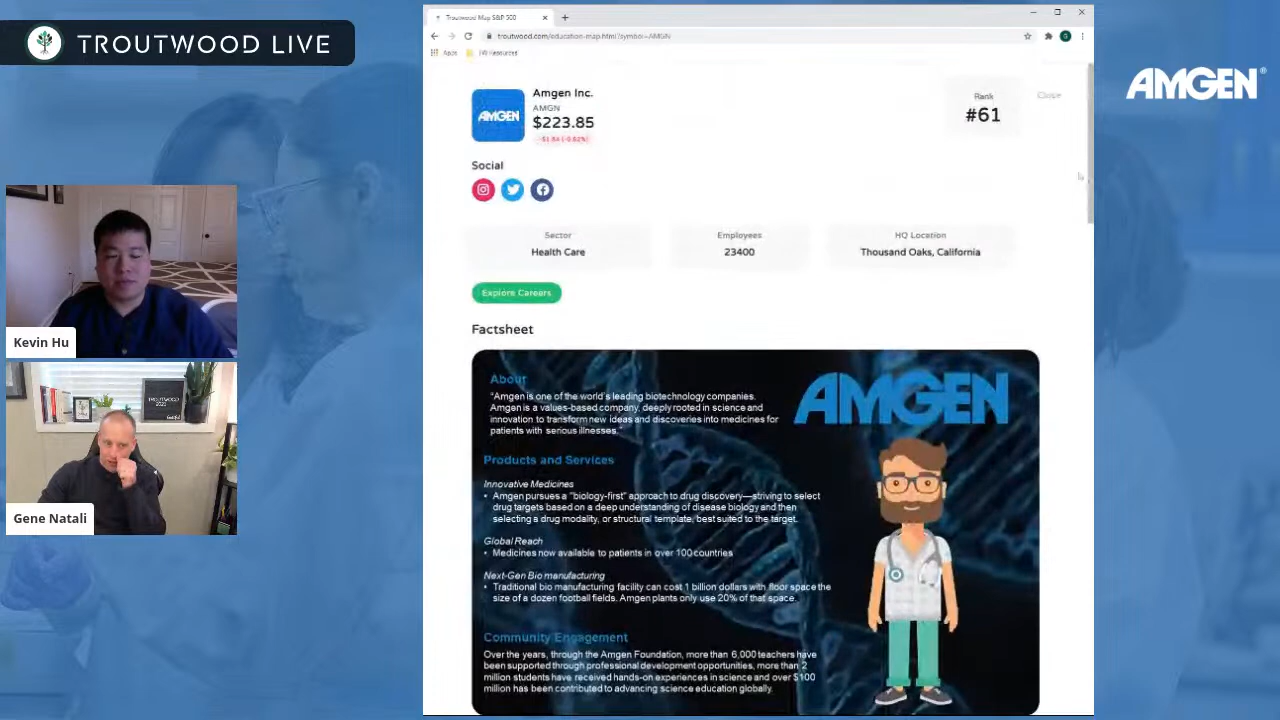 TROUTWOOD LIVE
Kevin Hu
Gene Natali
TROUTWOOD
2021
Troutwood Map S&P 500
troutwood.com/education-map.html?symbol=AMGN
Apps
AMGEN
Amgen Inc.
AMGN
$223.85
Rank
#61
Close
Social
Sector
Health Care
Employees
23400
HQ Location
Thousand Oaks, California
Explore Careers
Factsheet
AMGEN
About
"Amgen is one of the world's leading biotechnology companies.
Amgen is a values-based company, deeply rooted in science and
innovation to transform new ideas and discoveries into medicines for
patients with serious illnesses."
Products and Services
Innovative Medicines
• Amgen pursues a "biology-first" approach to drug discovery—striving to select
drug targets based on a deep understanding of disease biology and then
selecting a drug modality, or structural template, best suited to the target.
Global Reach
• Medicines now available to patients in over 100 countries
Next-Gen Bio manufacturing
• Traditional bio manufacturing facility can cost 1 billion dollars with floor space the
size of a dozen football fields. Amgen plants only use 20% of that space.
Community Engagement
Over the years, through the Amgen Foundation, more than 6,000 teachers have
been supported through professional development opportunities, more than 2
million students have received hands-on experiences in science and over $100
million has been contributed to advancing science education globally.
AMGEN®